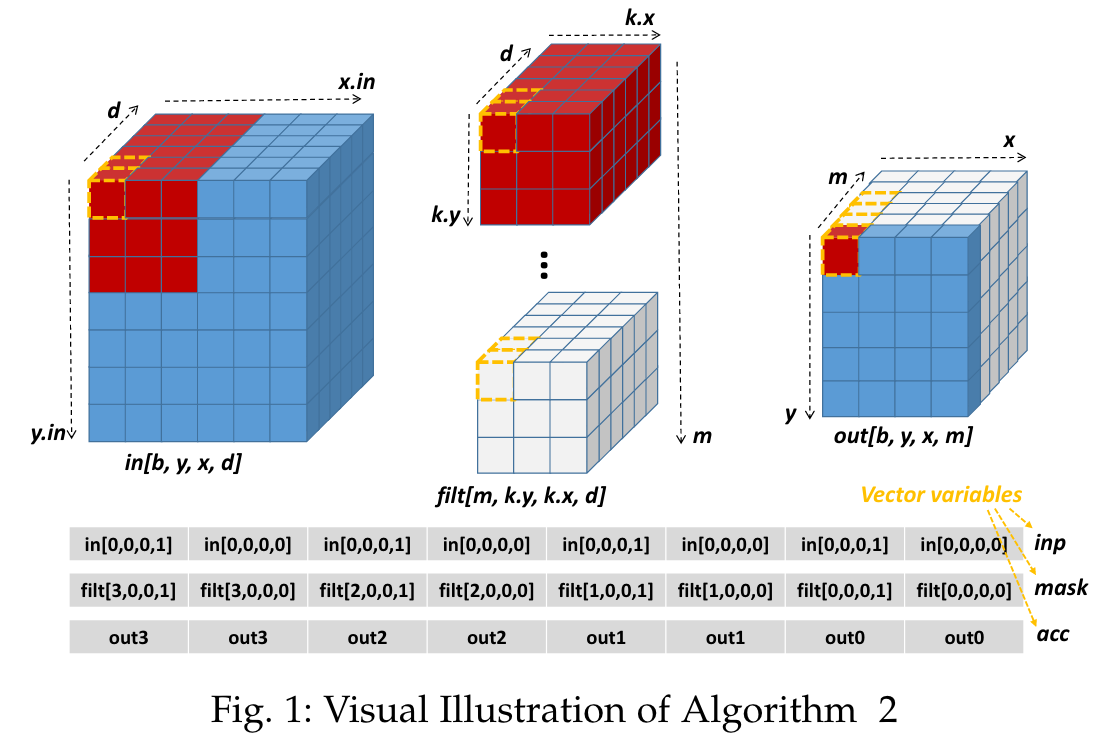 k.x
d
x.in
d
x
m
k.y
y.in
y
m
in[b, y, x, d]
out[b, y, x, m]
filt[m, k.y, k.x, d]
Vector variables
in[0,0,0,1] in[0,0,0,0] in[0,0,0,1] in[0,0,0,0] in[0,0,0,1] in[0,0,0,0] in[0,0,0,1] in[0,0,0,0] inp
filt[3,0,0,1] filt[3,0,0,0] filt[2,0,0,1] filt[2,0,0,0] filt[1,0,0,1] filt[1,0,0,0] filt[0,0,0,1] filt[0,0,0,0] mask
out3 out3 out2 out2 out1 out1 out0 out0 acc
Fig. 1: Visual Illustration of Algorithm 2